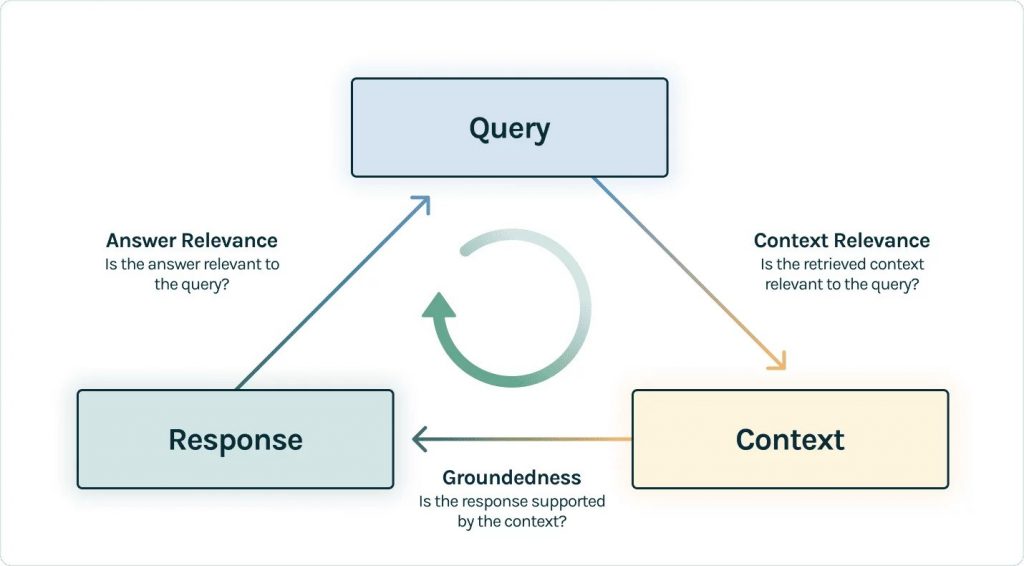 Query
Answer Relevance
Is the answer relevant to
the query?
Context Relevance
Is the retrieved context
relevant to the query?
Response
Context
Groundedness
Is the response supported
by the context?